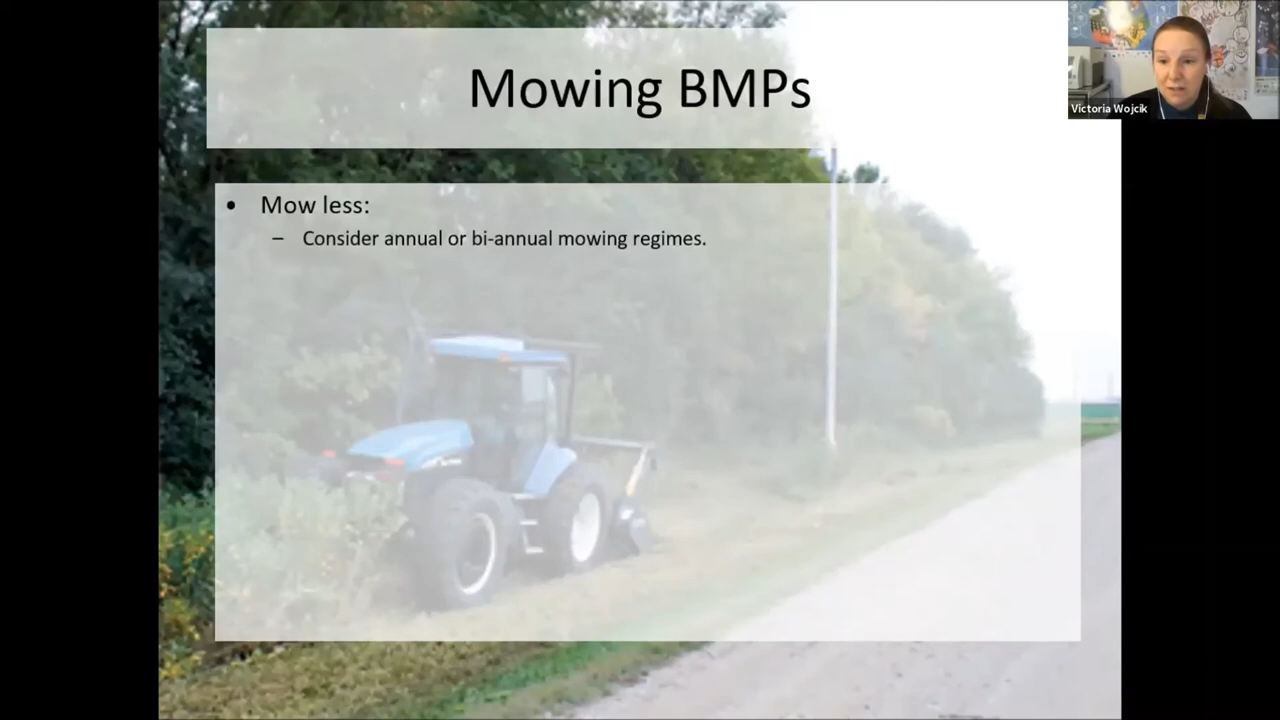 Mowing BMPs
Victoria Wojcik
• Mow less:
– Consider annual or bi-annual mowing regimes.